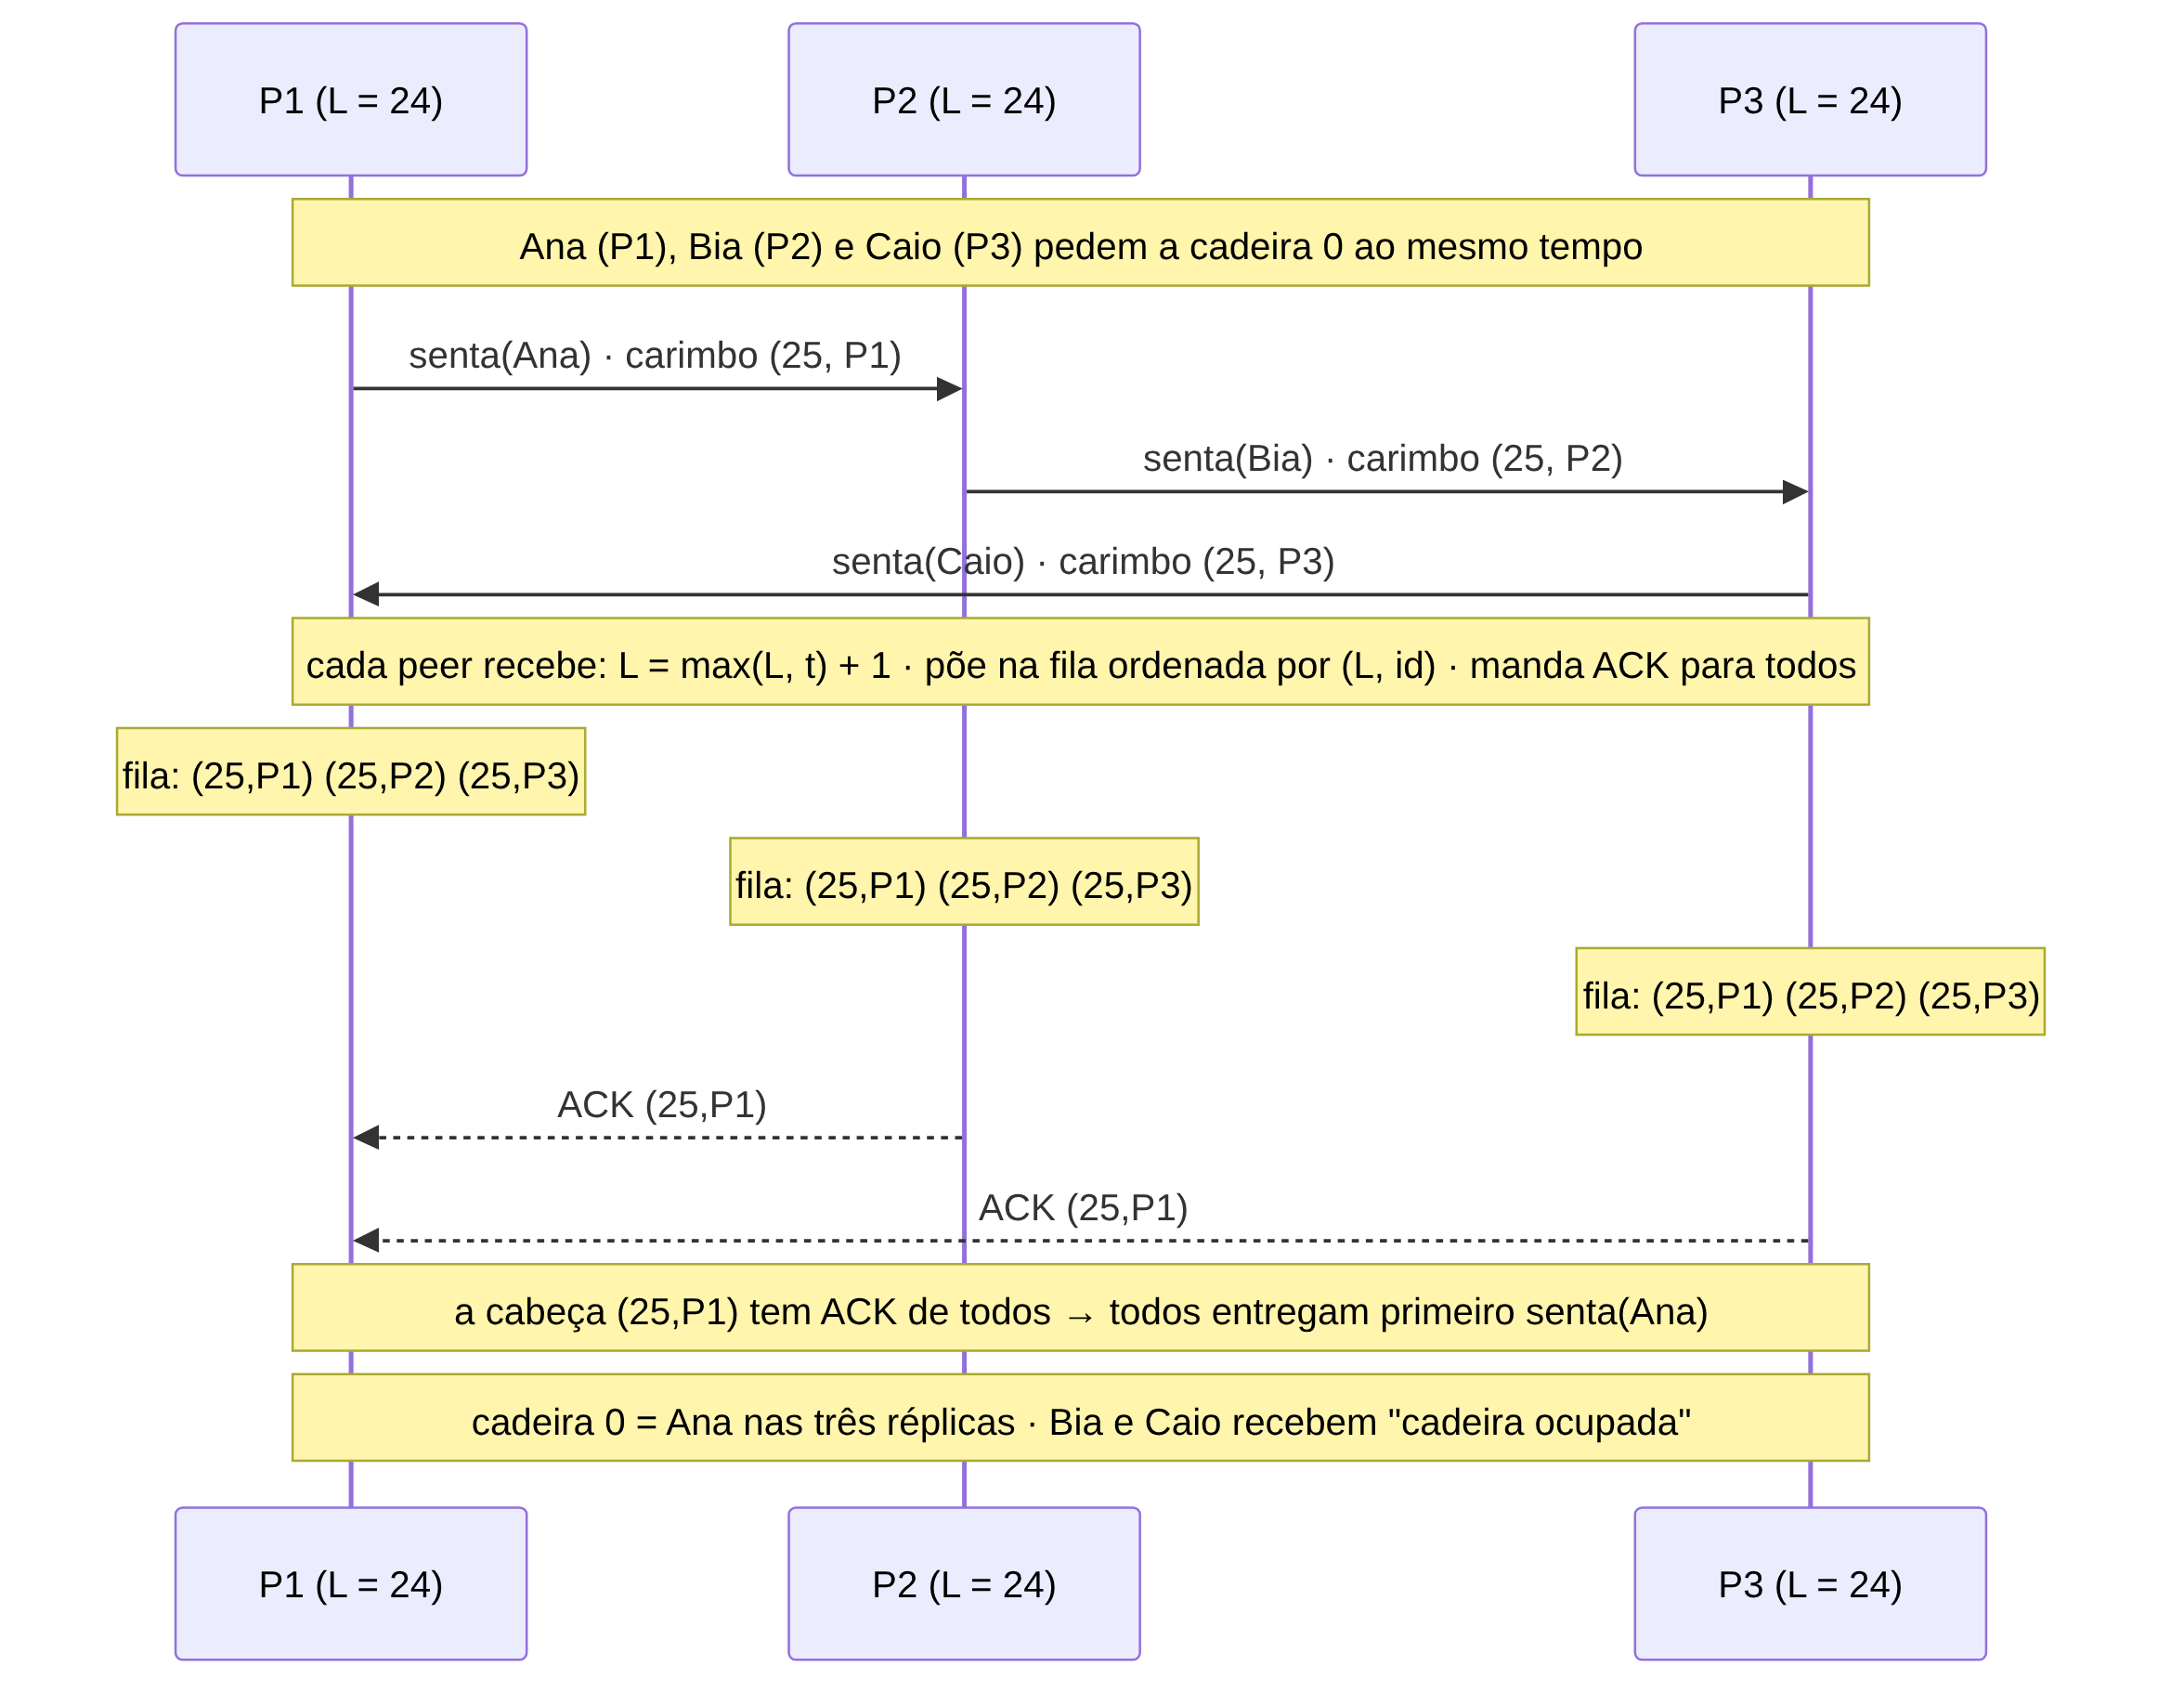 P1 (L = 24)
P2 (L = 24)
P3 (L = 24)
Ana (P1), Bia (P2) e Caio (P3) pedem a cadeira 0 ao mesmo tempo
senta(Ana) · carimbo (25, P1)
senta(Bia) · carimbo (25, P2)
senta(Caio) · carimbo (25, P3)
cada peer recebe: L = max(L, t) + 1 · põe na fila ordenada por (L, id) · manda ACK para todos
fila: (25,P1) (25,P2) (25,P3)
fila: (25,P1) (25,P2) (25,P3)
fila: (25,P1) (25,P2) (25,P3)
ACK (25,P1)
ACK (25,P1)
a cabeça (25,P1) tem ACK de todos → todos entregam primeiro senta(Ana)
cadeira 0 = Ana nas três réplicas · Bia e Caio recebem "cadeira ocupada"
P1 (L = 24)
P2 (L = 24)
P3 (L = 24)